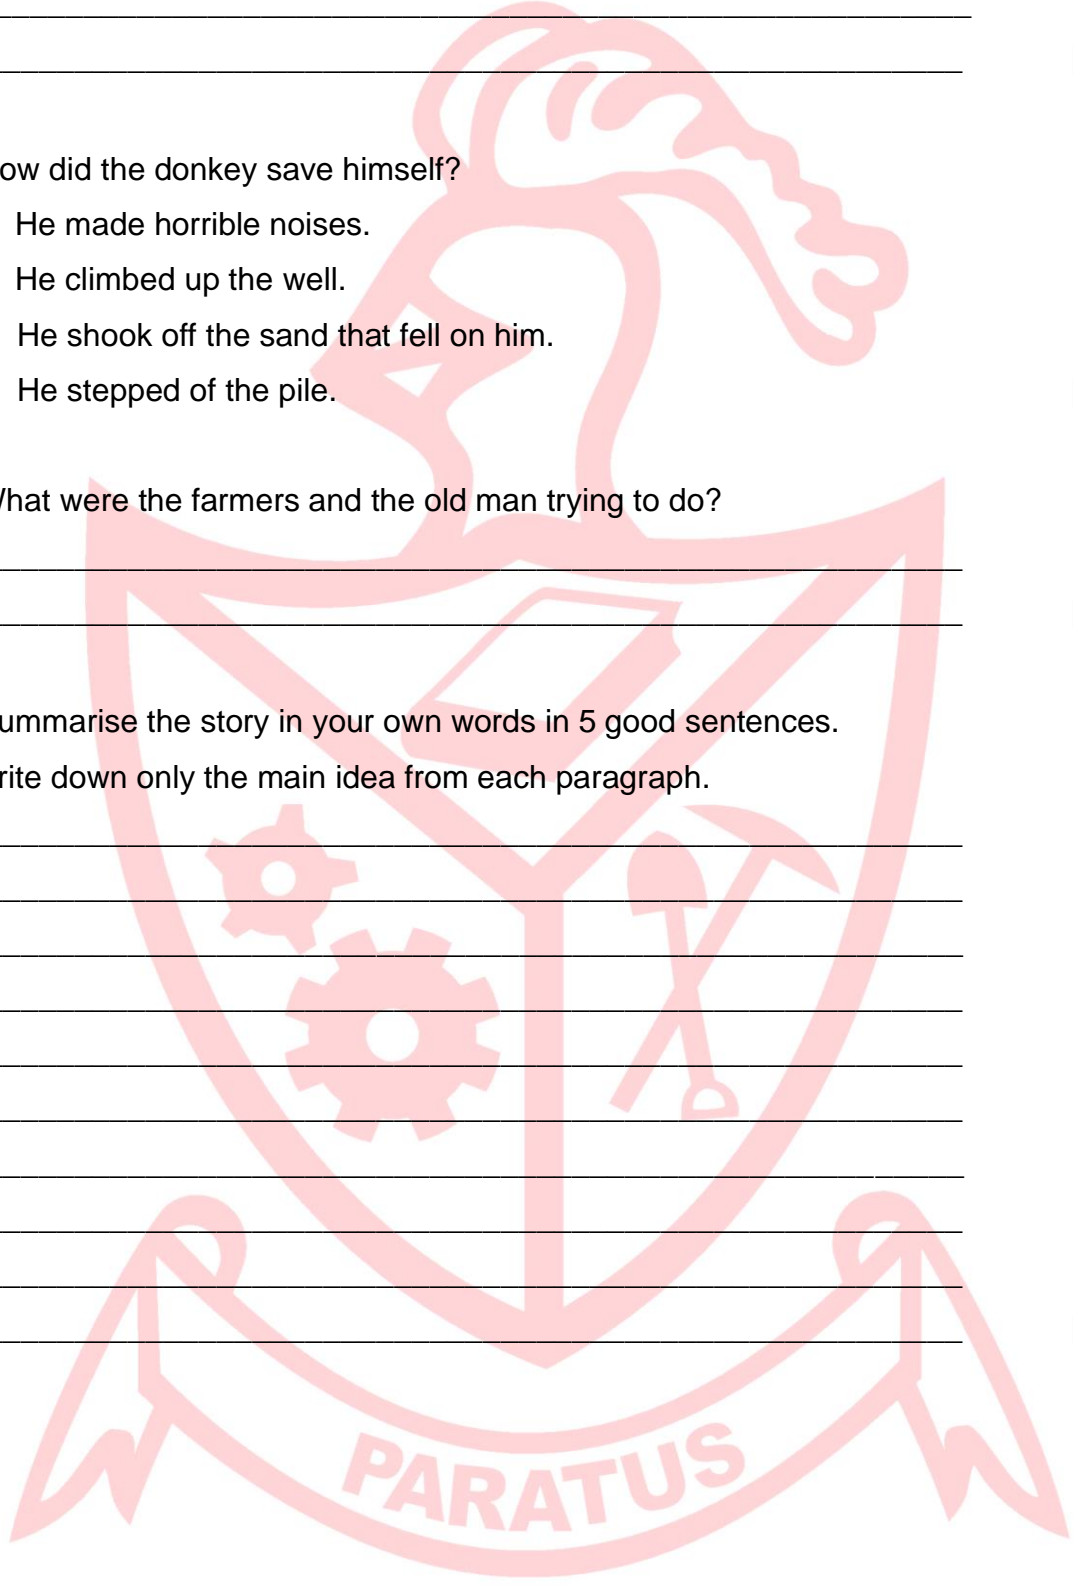 ow did the donkey save himself?
He made horrible noises.
He climbed up the well.
He shook off the sand that fell on him.
He stepped of the pile.
What were the farmers and the old man trying to do?
ummarise the story in your own words in 5 good sentences.
rite down only the main idea from each paragraph.
PARATUS